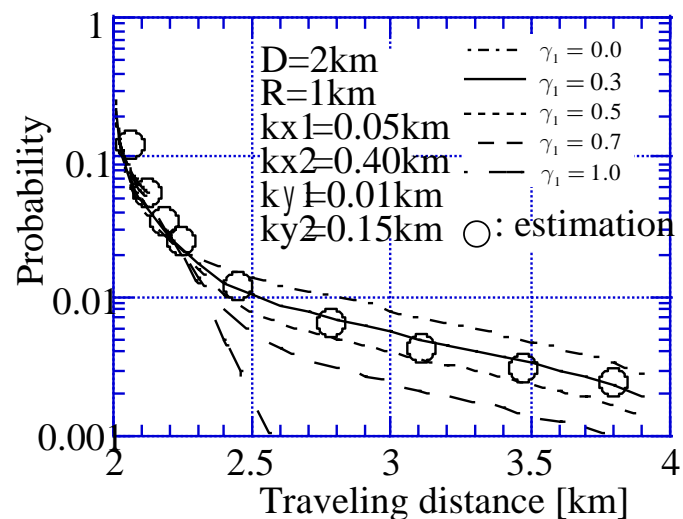 1
0.1
0.01
0.001
Probability
D=2km
R=1km
kx1=0.05km
kx2=0.40km
ky1=0.01km
ky2=0.15km
γ₁ = 0.0
γ₁ = 0.3
γ₁ = 0.5
γ₁ = 0.7
γ₁ = 1.0
: estimation
2 2.5 3 3.5 4
Traveling distance [km]